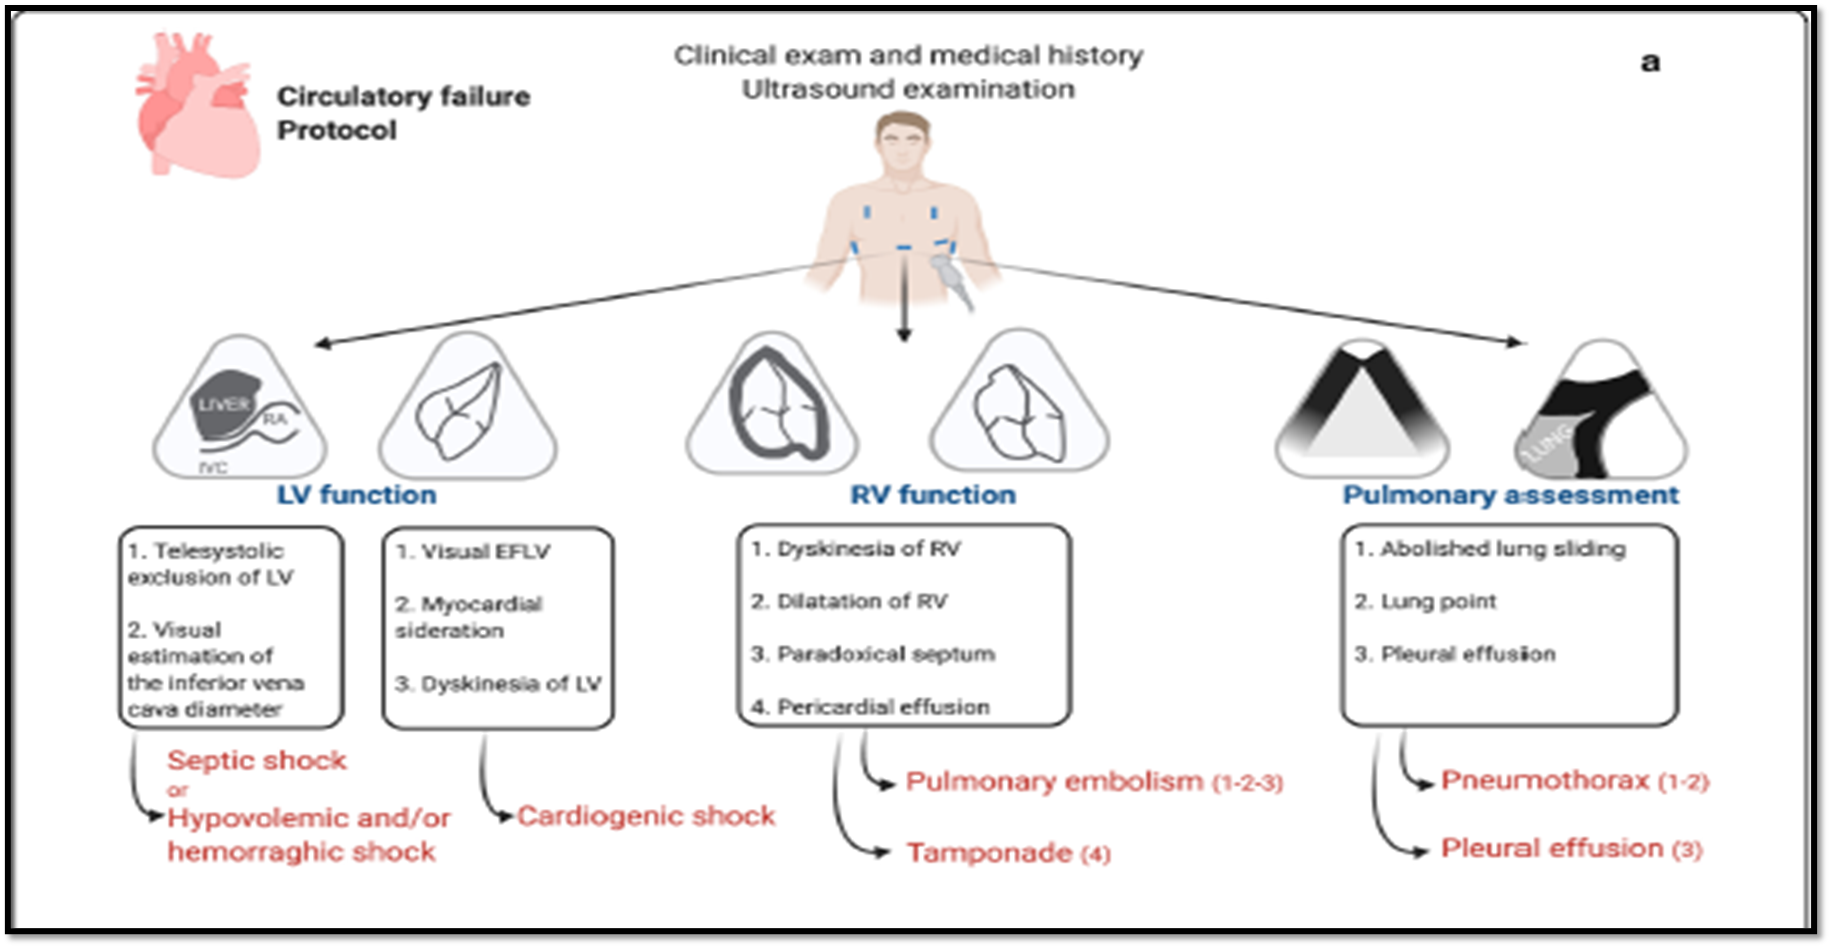 Circulatory failure
Protocol
Clinical exam and medical history
Ultrasound examination
a
LIVER
RA
IVC
LUNG
LV function
RV function
Pulmonary assessment
1. Telesystolic
exclusion of LV
2. Visual
estimation of
the inferior vena
cava diameter
1. Visual EFLV
2. Myocardial
sideration
3. Dyskinesia of LV
1. Dyskinesia of RV
2. Dilatation of RV
3. Paradoxical septum
4. Pericardial effusion
1. Abolished lung sliding
2. Lung point
3. Pleural effusion
Septic shock
or
Hypovolemic and/or
hemorraghic shock
Cardiogenic shock
Pulmonary embolism (1-2-3)
Tamponade (4)
Pneumothorax (1-2)
Pleural effusion (3)